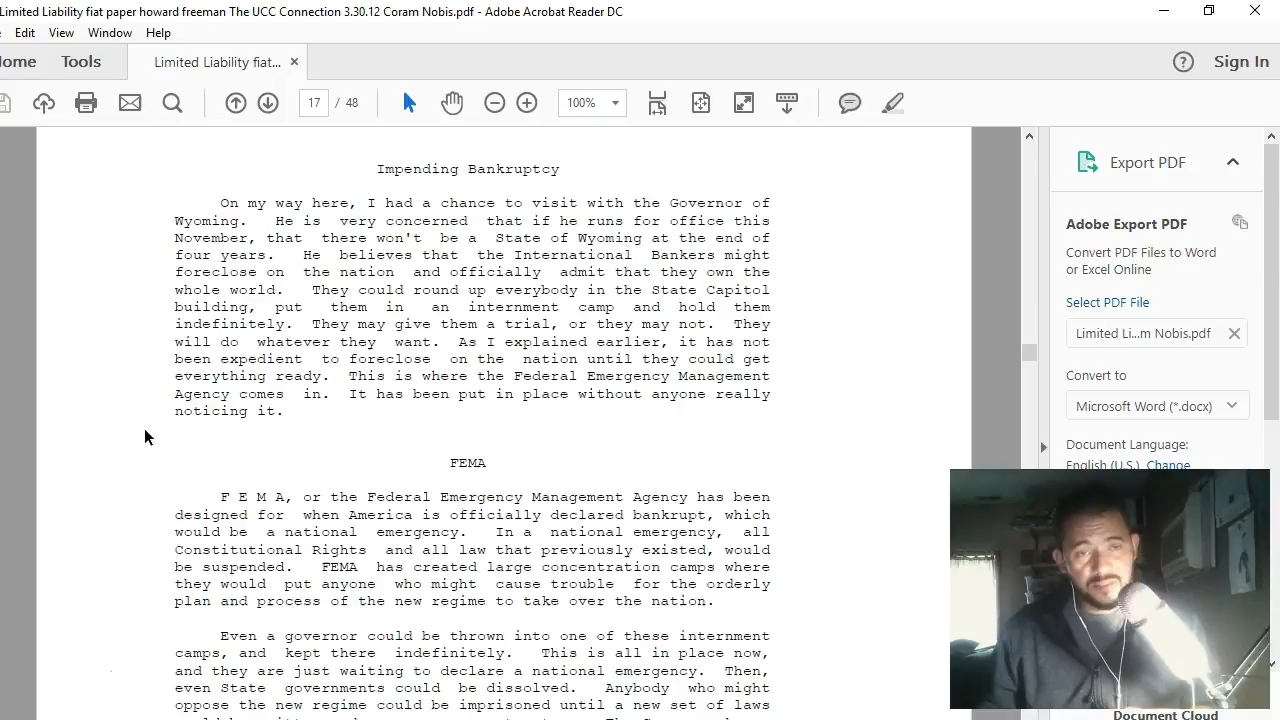 Limited Liability fiat paper howard freeman The UCC Connection 3.30.12 Coram Nobis.pdf - Adobe Acrobat Reader DC
Edit View Window Help
Tools Limited Liability fiat... Sign In
17 / 48 100%
Impending Bankruptcy
On my way here, I had a chance to visit with the Governor of
Wyoming. He is very concerned that if he runs for office this
November, that there won't be a State of Wyoming at the end of
four years. He believes bhat the International Bankers might
foreclose on the nation and officially admit that they own the
whole world. They could round up everybody in the State Capitol
building, put them in an internment camp and hold them
indefinitely. They may give them a trial, or they may not. They
will do whatever they want. As I explained earlier, it has not
been expedient to foreclose on the nation until they could get
everything ready. This is where the Federal Emergency Management
Agency comes in. It has been put in place without anyone really
noticing it.
FEMA
F E M A, or the Federal Emergency Management Agency has been
designed for when America is officially declared bankrupt, which
would be a national emergency. In a national emergency, all
Constitutional Rights and all law that previously existed, would
be suspended. FEMA has created large concentration camps where
they would put anyone who might cause trouble for the orderly
plan and process of the new regime to take over the nation.
Even a governor could be thrown into one of these internment
camps, and kept there indefinitely. This is all in place now,
and they are just waiting to declare a national emergency. Then,
even State governments could be dissolved. Anybody who might
oppose the new regime could be imprisoned until a new set of laws
Export PDF
Adobe Export PDF
Convert PDF Files to Word
or Excel Online
Select PDF File
Limited Li...m Nobis.pdf
Convert to
Microsoft Word (*.docx)
Document Language:
English (U.S.) Change
Document Cloud